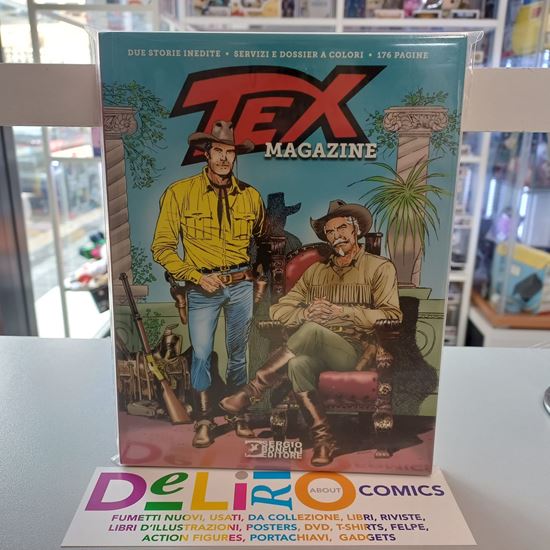 DUE STORIE INEDITE • SERVIZI E DOSSIER A COLORI • 176 PAGINE
TEX
MAGAZINE
SERGIO
BONELLI
EDITORE
DeLiRiO ABOUT COMICS
FUMETTI NUOVI, USATI, DA COLLEZIONE, LIBRI, RIVISTE,
LIBRI D'ILLUSTRAZIONI, POSTERS, DVD, T-SHIRTS, FELPE,
ACTION FIGURES, PORTACHIAVI, GADGETS